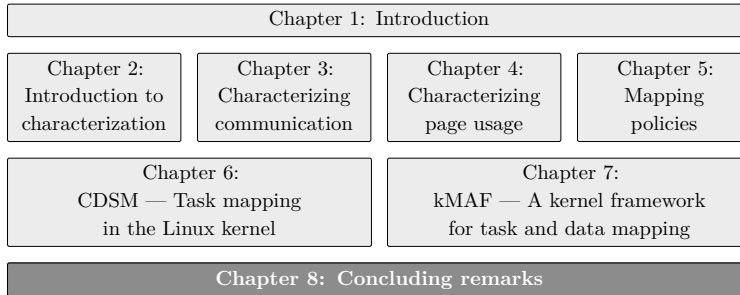 Chapter 1: Introduction
Chapter 2:
Introduction to
characterization
Chapter 3:
Characterizing
communication
Chapter 4:
Characterizing
page usage
Chapter 5:
Mapping
policies
Chapter 6:
CDSM — Task mapping
in the Linux kernel
Chapter 7:
kMAF — A kernel framework
for task and data mapping
Chapter 8: Concluding remarks